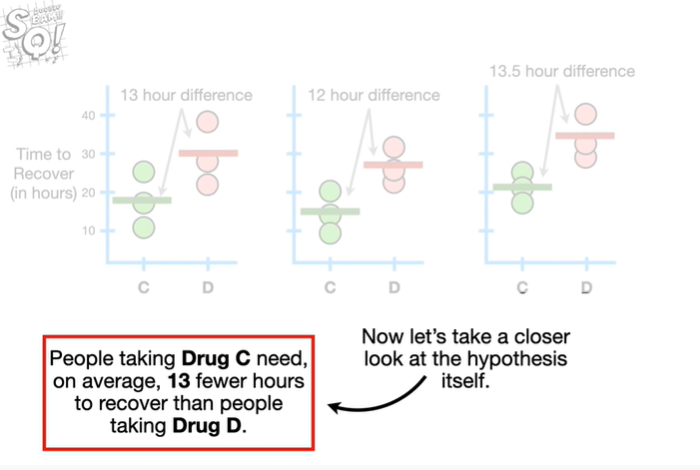 SQ!
13 hour difference
12 hour difference
13.5 hour difference
Time to
Recover
(in hours)
40
30
20
10
C
D
C
D
C
D
People taking Drug C need,
on average, 13 fewer hours
to recover than people
taking Drug D.
Now let's take a closer
look at the hypothesis
itself.